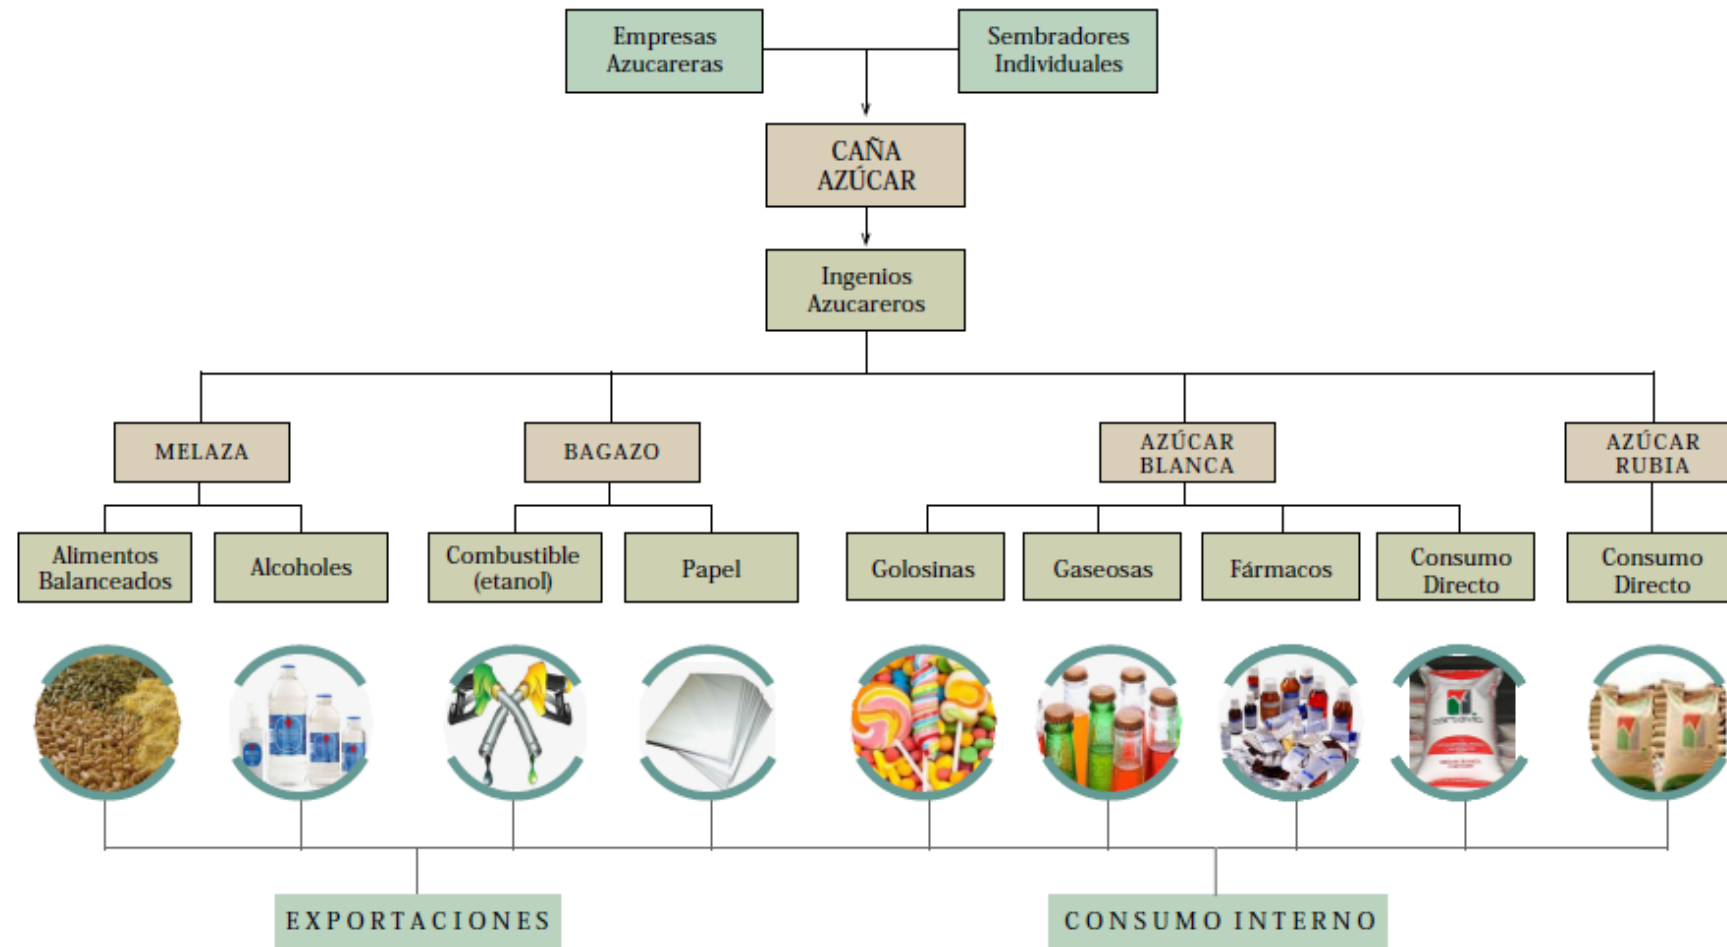 Empresas
Azucareras
Sembradores
Individuales
CAÑA
AZÚCAR
Ingenios
Azucareros
MELAZA
BAGAZO
AZÚCAR
BLANCA
AZÚCAR
RUBIA
Alimentos
Balanceados
Alcoholes
Combustible
(etanol)
Papel
Golosinas
Gaseosas
Fármacos
Consumo
Directo
Consumo
Directo
cartavio
EXPORTACIONES
CONSUMO INTERNO